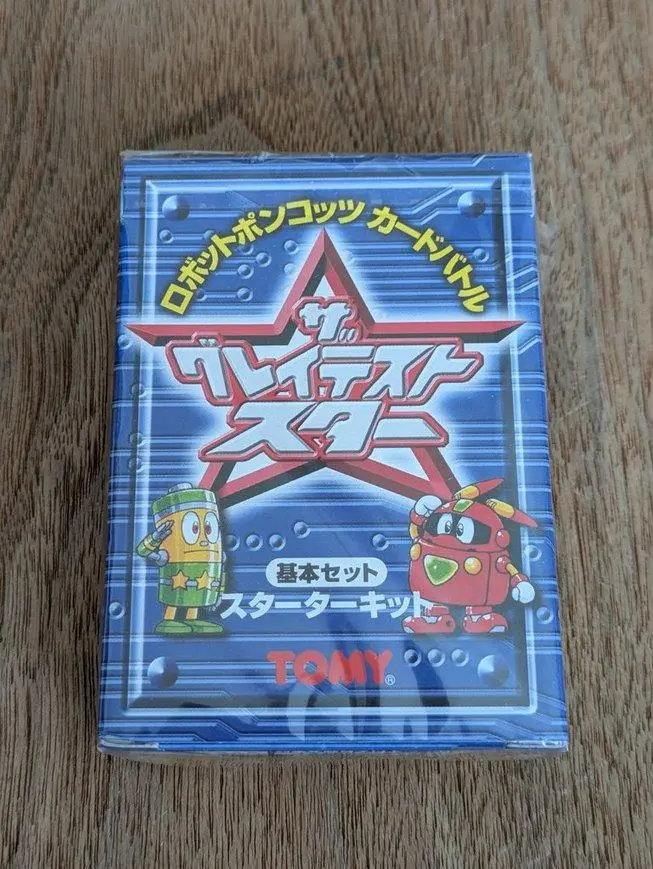 ロボットポンコッツ カードバトル
ザ
グレイテスト
スター
基本セット
スターターキット
TOMY®